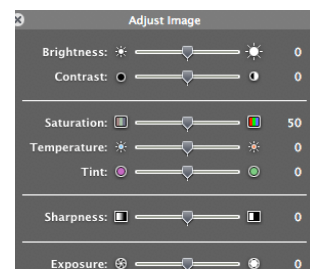 Adjust Image
Brightness: 0
Contrast: 0
Saturation: 50
Temperature: 0
Tint: 0
Sharpness: 0
Exposure: 0